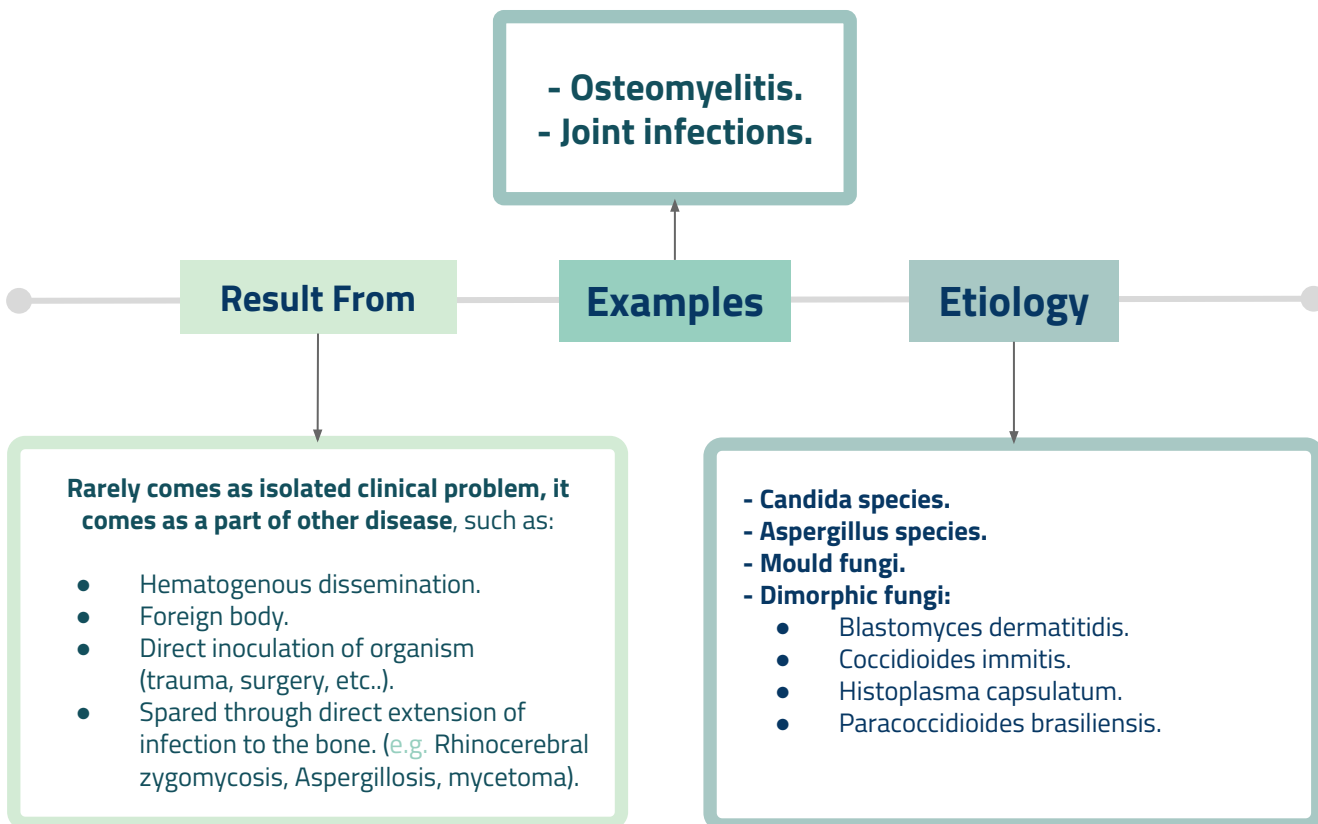 - Osteomyelitis.
- Joint infections.
Result From
Examples
Etiology
Rarely comes as isolated clinical problem, it
comes as a part of other disease, such as:
● Hematogenous dissemination.
● Foreign body.
● Direct inoculation of organism
(trauma, surgery, etc..).
● Spared through direct extension of
infection to the bone. (e.g. Rhinocerebral
zygomycosis, Aspergillosis, mycetoma).
- Candida species.
- Aspergillus species.
- Mould fungi.
- Dimorphic fungi:
● Blastomyces dermatitidis.
● Coccidioides immitis.
● Histoplasma capsulatum.
● Paracoccidioides brasiliensis.